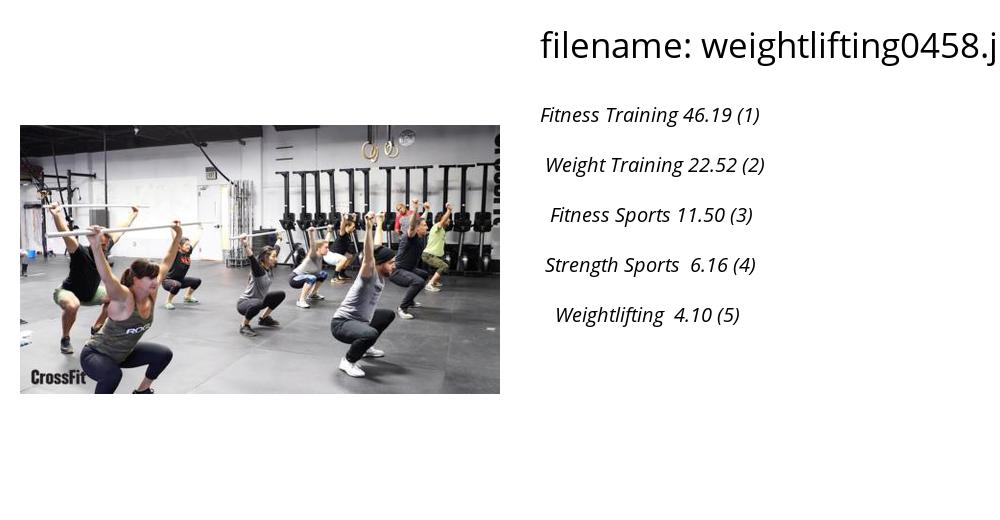 filename: weightlifting0458.j
Fitness Training 46.19 (1)
Weight Training 22.52 (2)
Fitness Sports 11.50 (3)
Strength Sports 6.16 (4)
Weightlifting 4.10 (5)
CrossFit